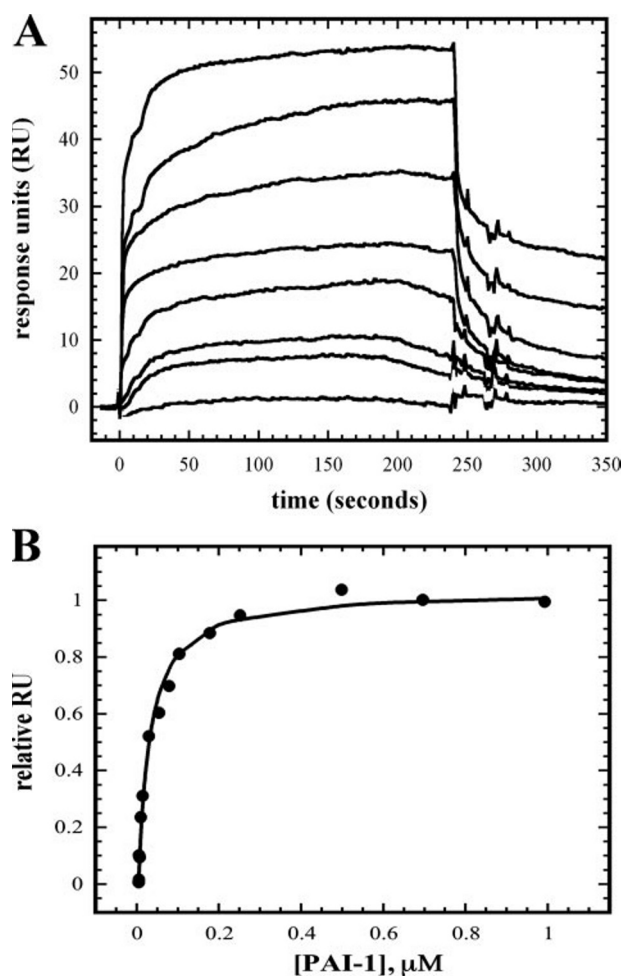 A
response units (RU)
50
40
30
20
10
0
0 50 100 150 200 250 300 350
time (seconds)
B
relative RU
1
0.8
0.6
0.4
0.2
0
0 0.2 0.4 0.6 0.8 1
[PAI-1], μM